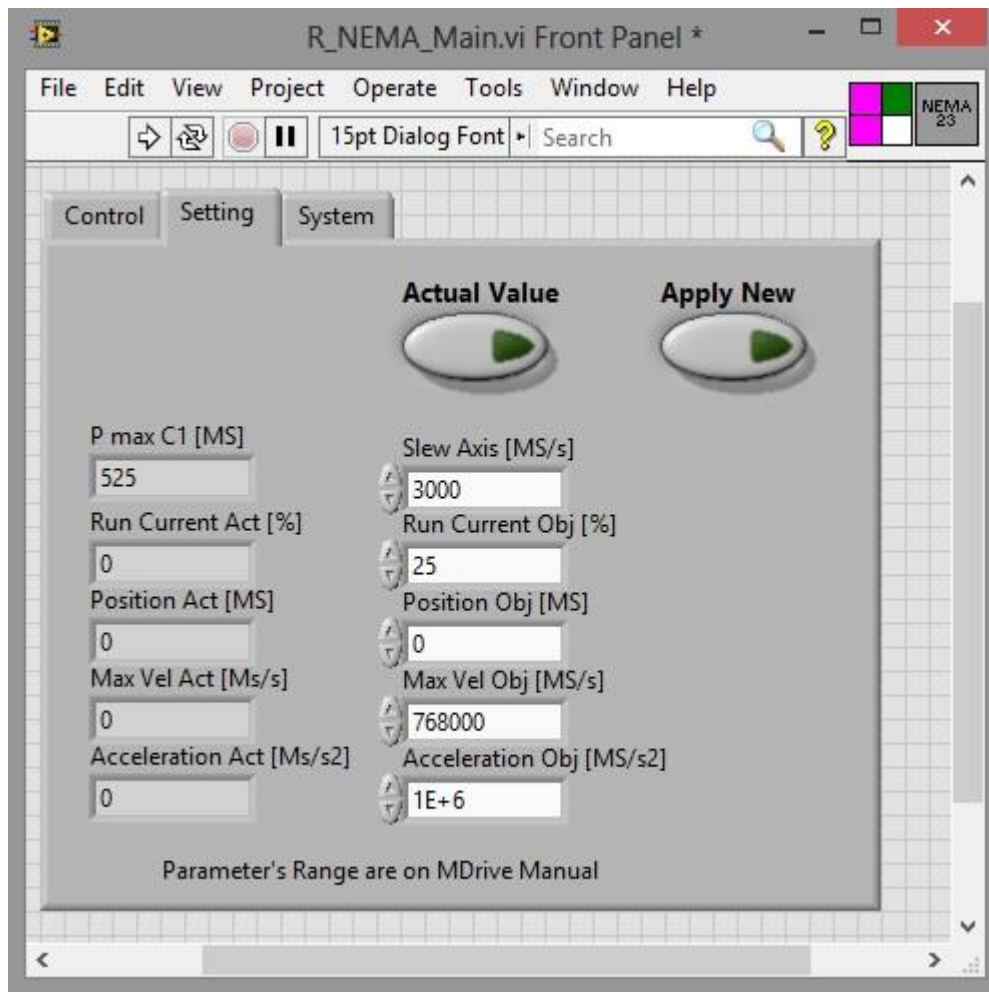 R_NEMA_Main.vi Front Panel *
File Edit View Project Operate Tools Window Help
15pt Dialog Font Search
NEMA
23
Control Setting System
Actual Value Apply New
P max C1 [MS]
525
Slew Axis [MS/s]
3000
Run Current Act [%]
0
Run Current Obj [%]
25
Position Act [MS]
0
Position Obj [MS]
0
Max Vel Act [Ms/s]
0
Max Vel Obj [MS/s]
768000
Acceleration Act [Ms/s2]
0
Acceleration Obj [MS/s2]
1E+6
Parameter's Range are on MDrive Manual